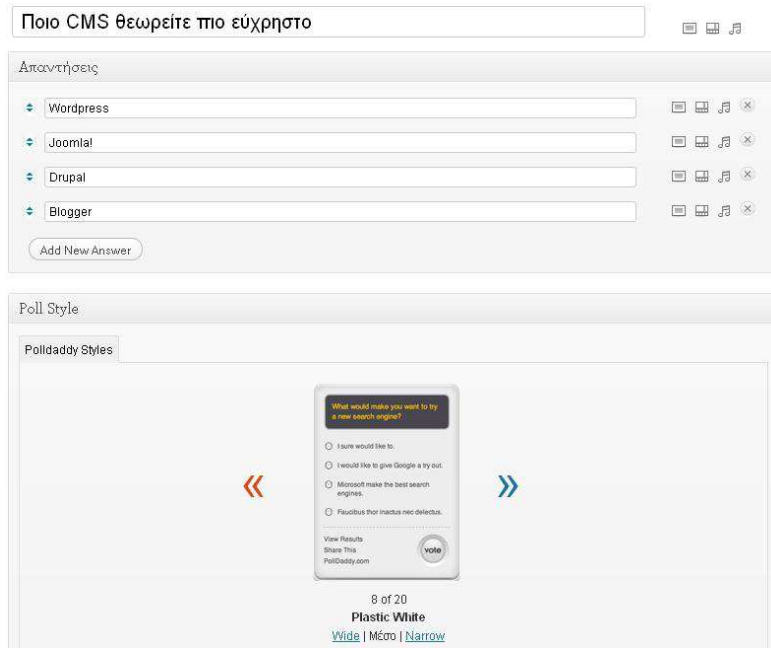 Ποιο CMS θεωρείτε πιο εύχρηστο
Απαντήσεις
Wordpress
Joomla!
Drupal
Blogger
Add New Answer
Poll Style
Polldaddy Styles
What would make you want to try
a new search engine?
I sure would like to.
I would like to give Google a try out.
Microsoft make the best search
engines.
Faucibus thor inactus nec delectus.
View Results
Share This
PollDaddy.com
vote
8 of 20
Plastic White
Wide | Μέσο | Narrow